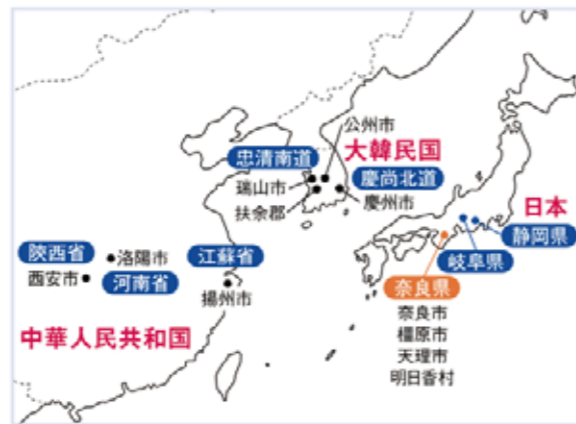 公州市
忠清南道
大韓民国
瑞山市
慶尚北道
扶余郡
慶州市
日本
静岡県
岐阜県
陝西省
洛陽市
江蘇省
西安市
河南省
奈良県
揚州市
奈良市
橿原市
天理市
明日香村
中華人民共和国